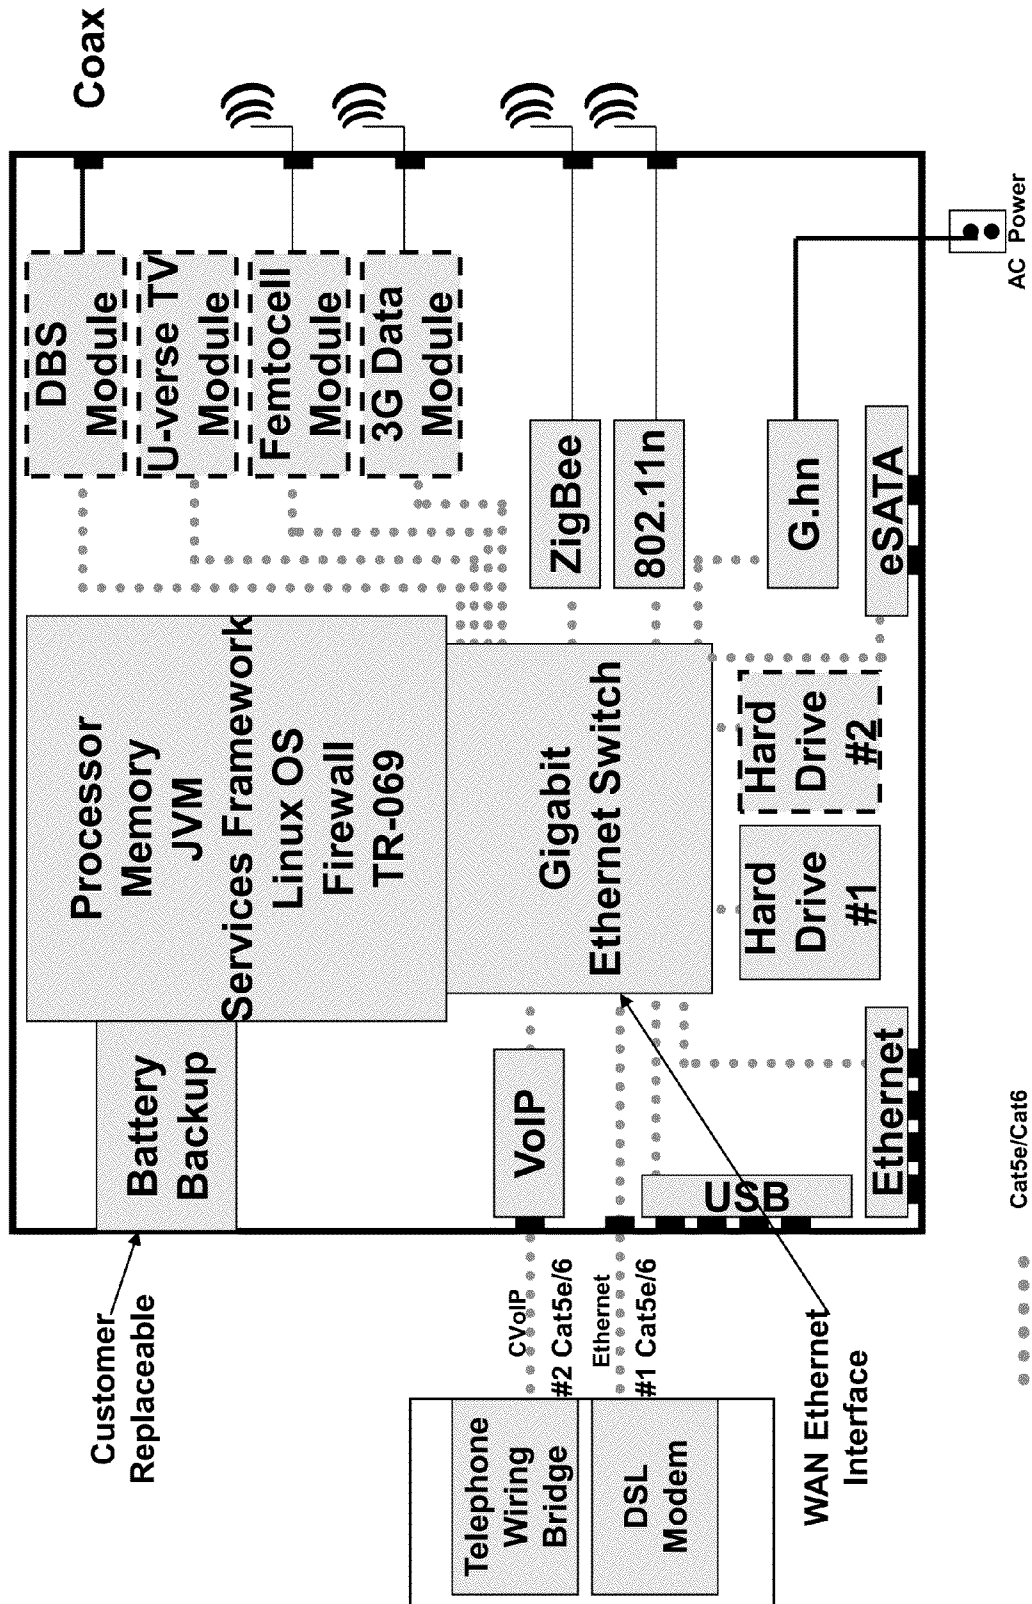 Coax
DBS
Module
U-verse TV
Module
Femtocell
Module
3G Data
Module
ZigBee
802.11n
G.hn
eSATA
AC Power
Processor
Memory
JVM
Services Framework
Linux OS
Firewall
TR-069
Gigabit
Ethernet Switch
Hard
Drive
#2
Hard
Drive
#1
Battery
Backup
VoIP
USB
Ethernet
Customer
Replaceable
CVoIP
#2 Cat5e/6
Ethernet
#1 Cat5e/6
Telephone
Wiring
Bridge
DSL
Modem
WAN Ethernet
Interface
Cat5e/Cat6